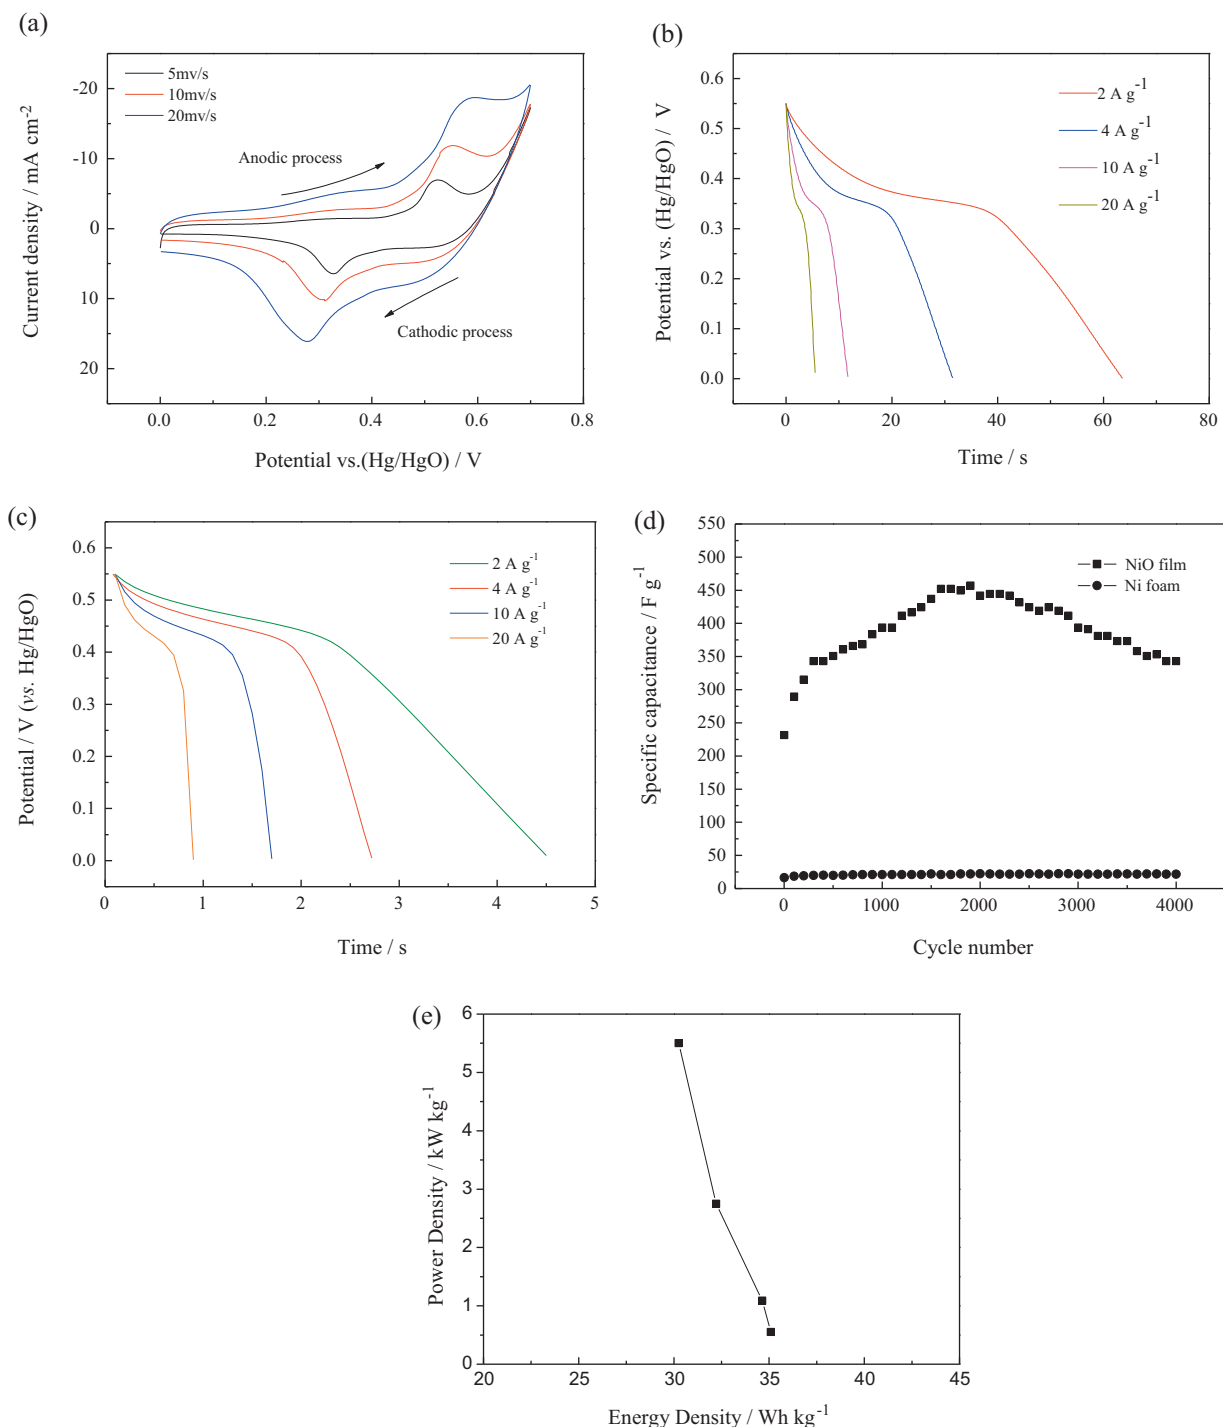 (a)
-20
-10
0
10
20
0.0 0.2 0.4 0.6 0.8
Current density / mA cm-2
Potential vs.(Hg/HgO) / V
5mv/s
10mv/s
20mv/s
Anodic process
Cathodic process
(b)
0.6
0.5
0.4
0.3
0.2
0.1
0.0
-10 0 20 40 60 80
Potential vs. (Hg/HgO) / V
Time / s
2 A g-1
4 A g-1
10 A g-1
20 A g-1
(c)
0.6
0.5
0.4
0.3
0.2
0.1
0.0
0 1 2 3 4 5
Potential / V (vs. Hg/HgO)
Time / s
2 A g-1
4 A g-1
10 A g-1
20 A g-1
(d)
550
500
450
400
350
300
250
200
150
100
50
0
0 1000 2000 3000 4000
Specific capacitance / F g-1
Cycle number
NiO film
Ni foam
(e)
6
5
4
3
2
1
0
20 25 30 35 40 45
Power Density / kW kg-1
Energy Density / Wh kg-1